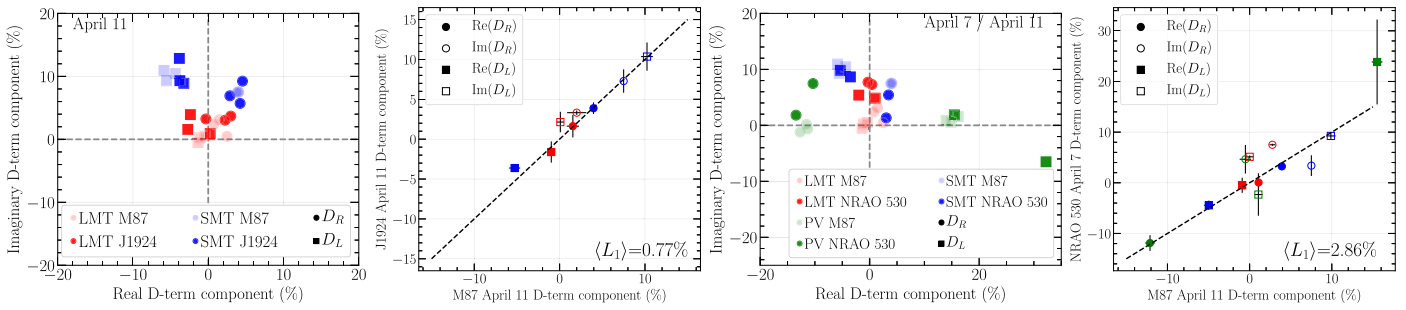 April 11
Imaginary D-term component (%)
20
10
0
−10
−20
−20
−10
0
10
20
Real D-term component (%)
LMT M87
LMT J1924
SMT M87
SMT J1924
D_R
D_L
J1924 April 11 D-term component (%)
15
10
5
0
−5
−10
−15
−10
0
10
M87 April 11 D-term component (%)
Re(D_R)
Im(D_R)
Re(D_L)
Im(D_L)
⟨L_1⟩=0.77%
April 7 / April 11
Imaginary D-term component (%)
20
10
0
−10
−20
−20
0
20
Real D-term component (%)
LMT M87
LMT NRAO 530
PV M87
PV NRAO 530
SMT M87
SMT NRAO 530
D_R
D_L
NRAO 530 April 7 D-term component (%)
30
20
10
0
−10
−10
0
10
M87 April 11 D-term component (%)
Re(D_R)
Im(D_R)
Re(D_L)
Im(D_L)
⟨L_1⟩=2.86%